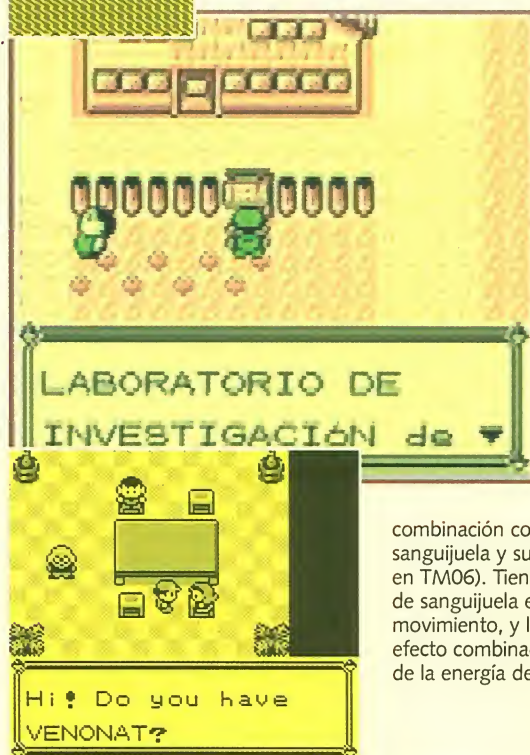 LABORATORIO DE
INVESTIGACIÓN de
Hi! Do you have
VENONAT?
combinación co
sanguijuela y su
en TM06). Tien
de sanguijuela e
movimiento, y l
efecto combinad
de la energía de